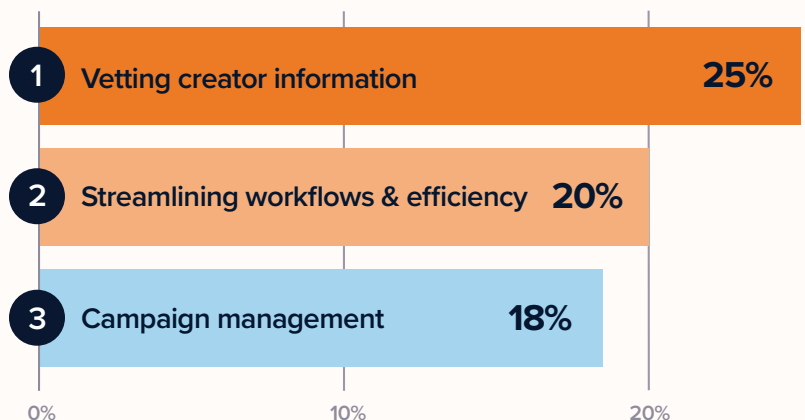 1 Vetting creator information 25%
2 Streamlining workflows & efficiency 20%
3 Campaign management 18%
0% 10% 20%